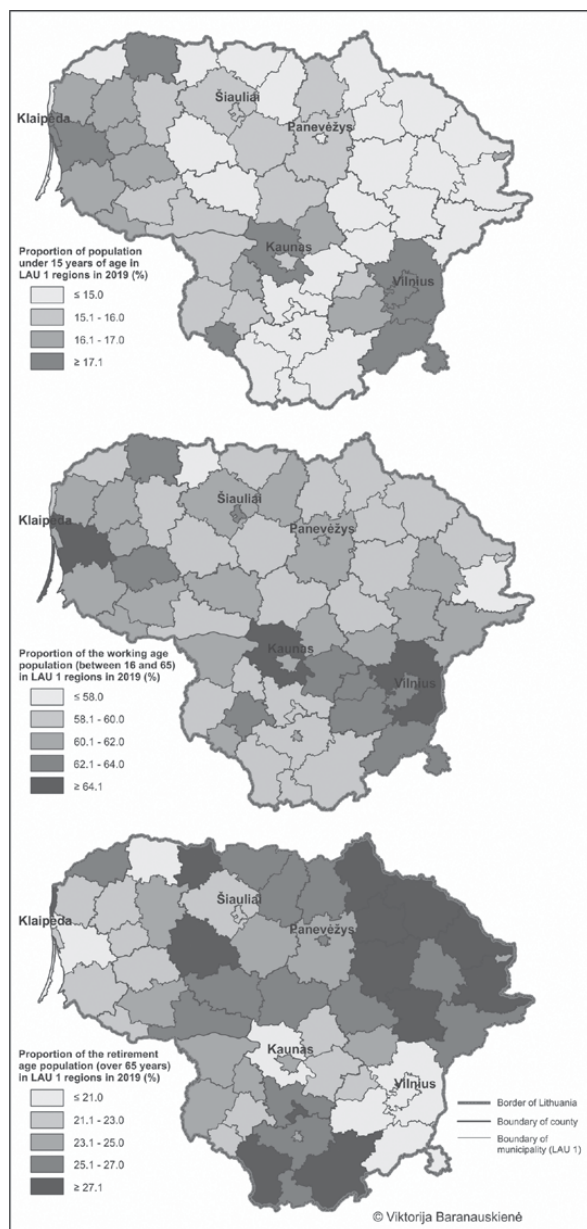 Šiauliai
Klaipėda
Panevėžys
Kaunas
Vilnius
Proportion of population
under 15 years of age in
LAU 1 regions in 2019 (%)
≤ 15.0
15.1 - 16.0
16.1 - 17.0
≥ 17.1
Šiauliai
Klaipėda
Panevėžys
Kaunas
Vilnius
Proportion of the working age
population (between 16 and 65)
in LAU 1 regions in 2019 (%)
≤ 58.0
58.1 - 60.0
60.1 - 62.0
62.1 - 64.0
≥ 64.1
Šiauliai
Klaipėda
Panevėžys
Kaunas
Vilnius
Proportion of the retirement
age population (over 65 years)
in LAU 1 regions in 2019 (%)
≤ 21.0
21.1 - 23.0
23.1 - 25.0
25.1 - 27.0
≥ 27.1
Border of Lithuania
Boundary of county
Boundary of
municipality (LAU 1)
© Viktorija Baranauskienė